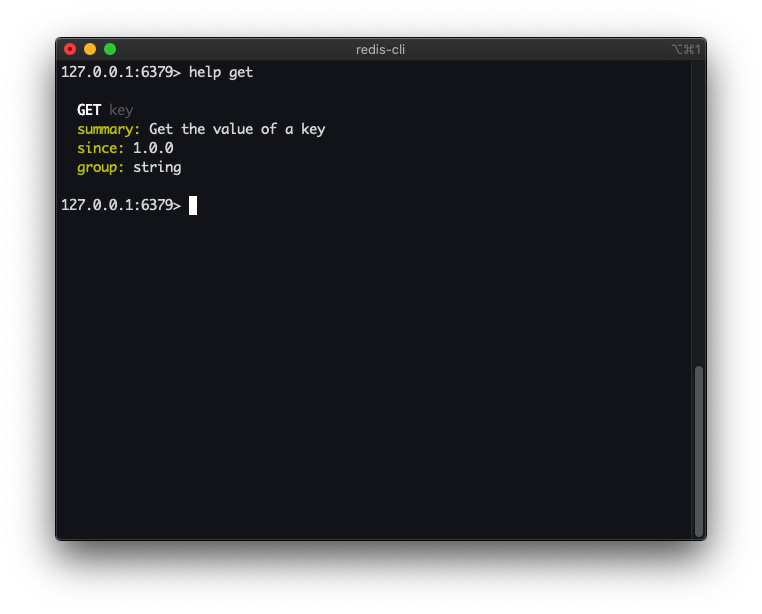 redis-cli
⌥⌘1
127.0.0.1:6379> help get
GET key
summary: Get the value of a key
since: 1.0.0
group: string
127.0.0.1:6379>